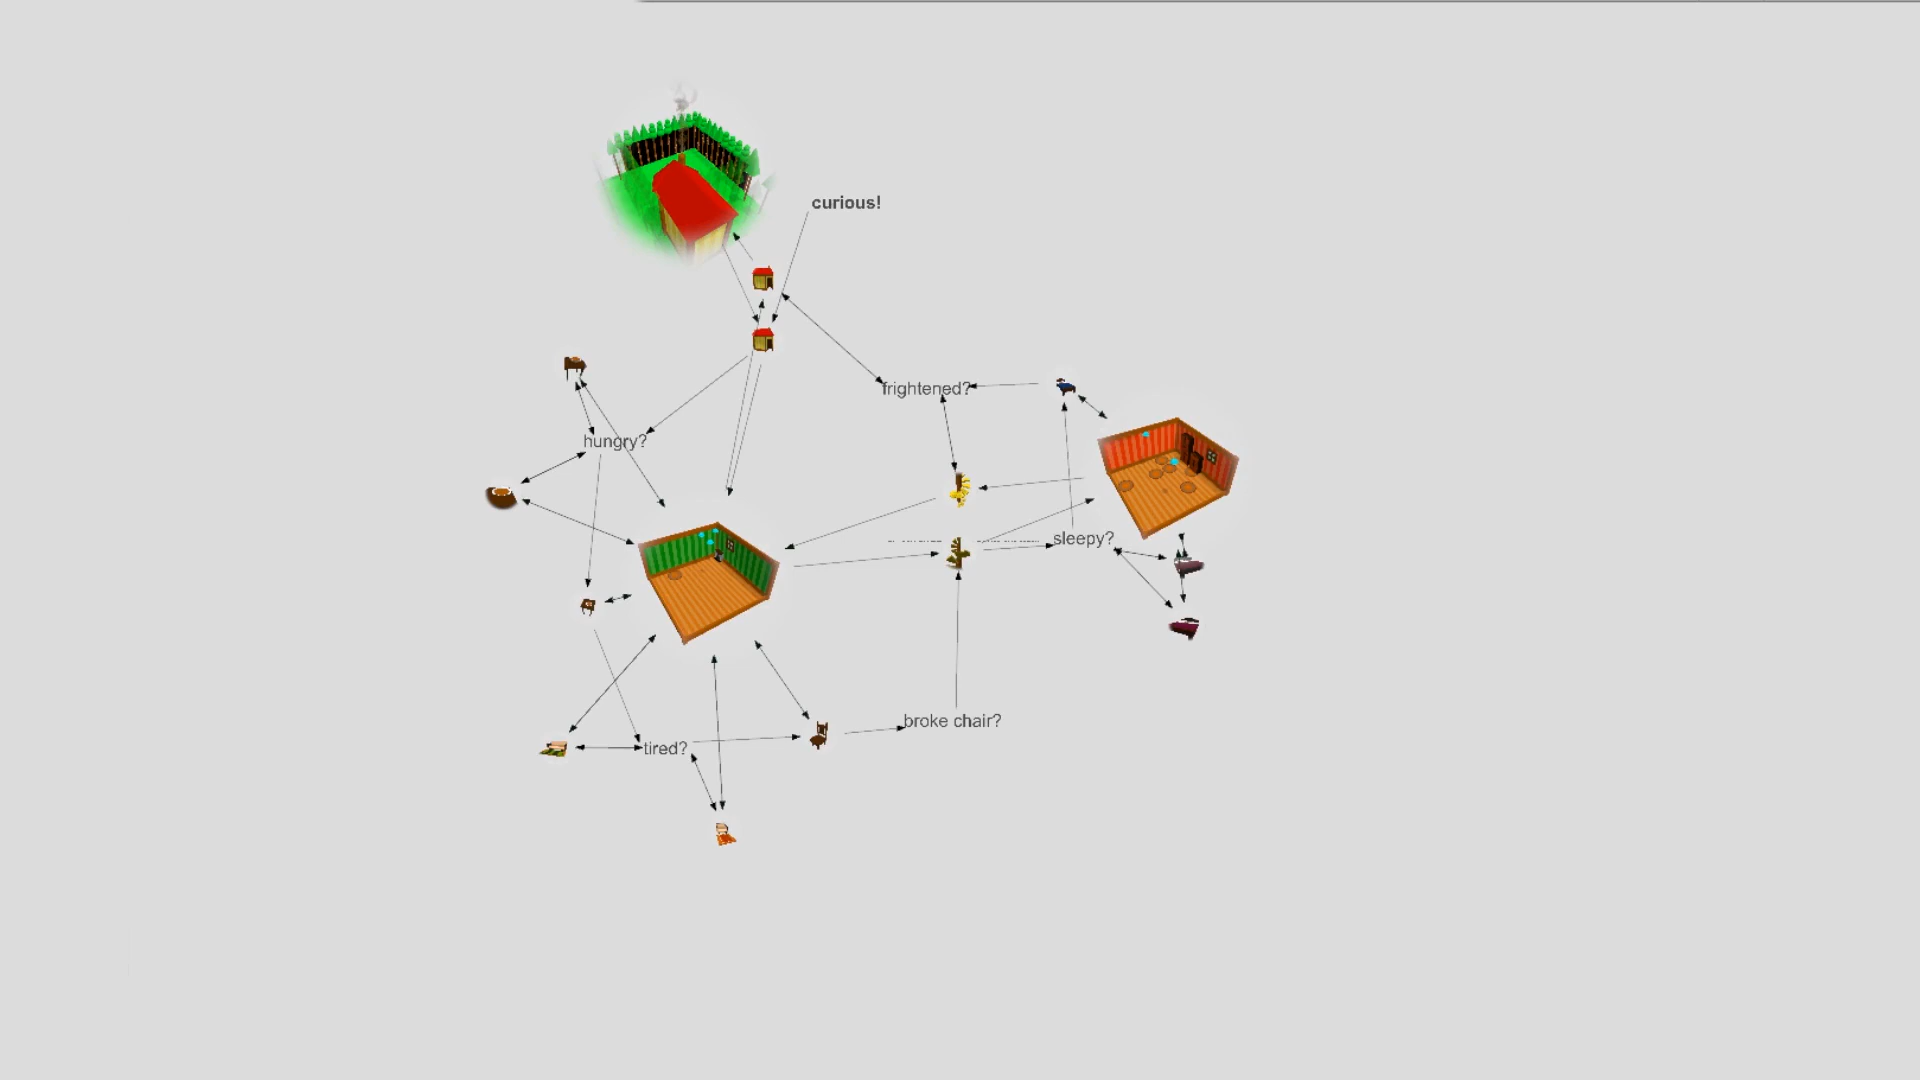 curious!
frightened?
hungry?
sleepy?
broke chair?
tired?